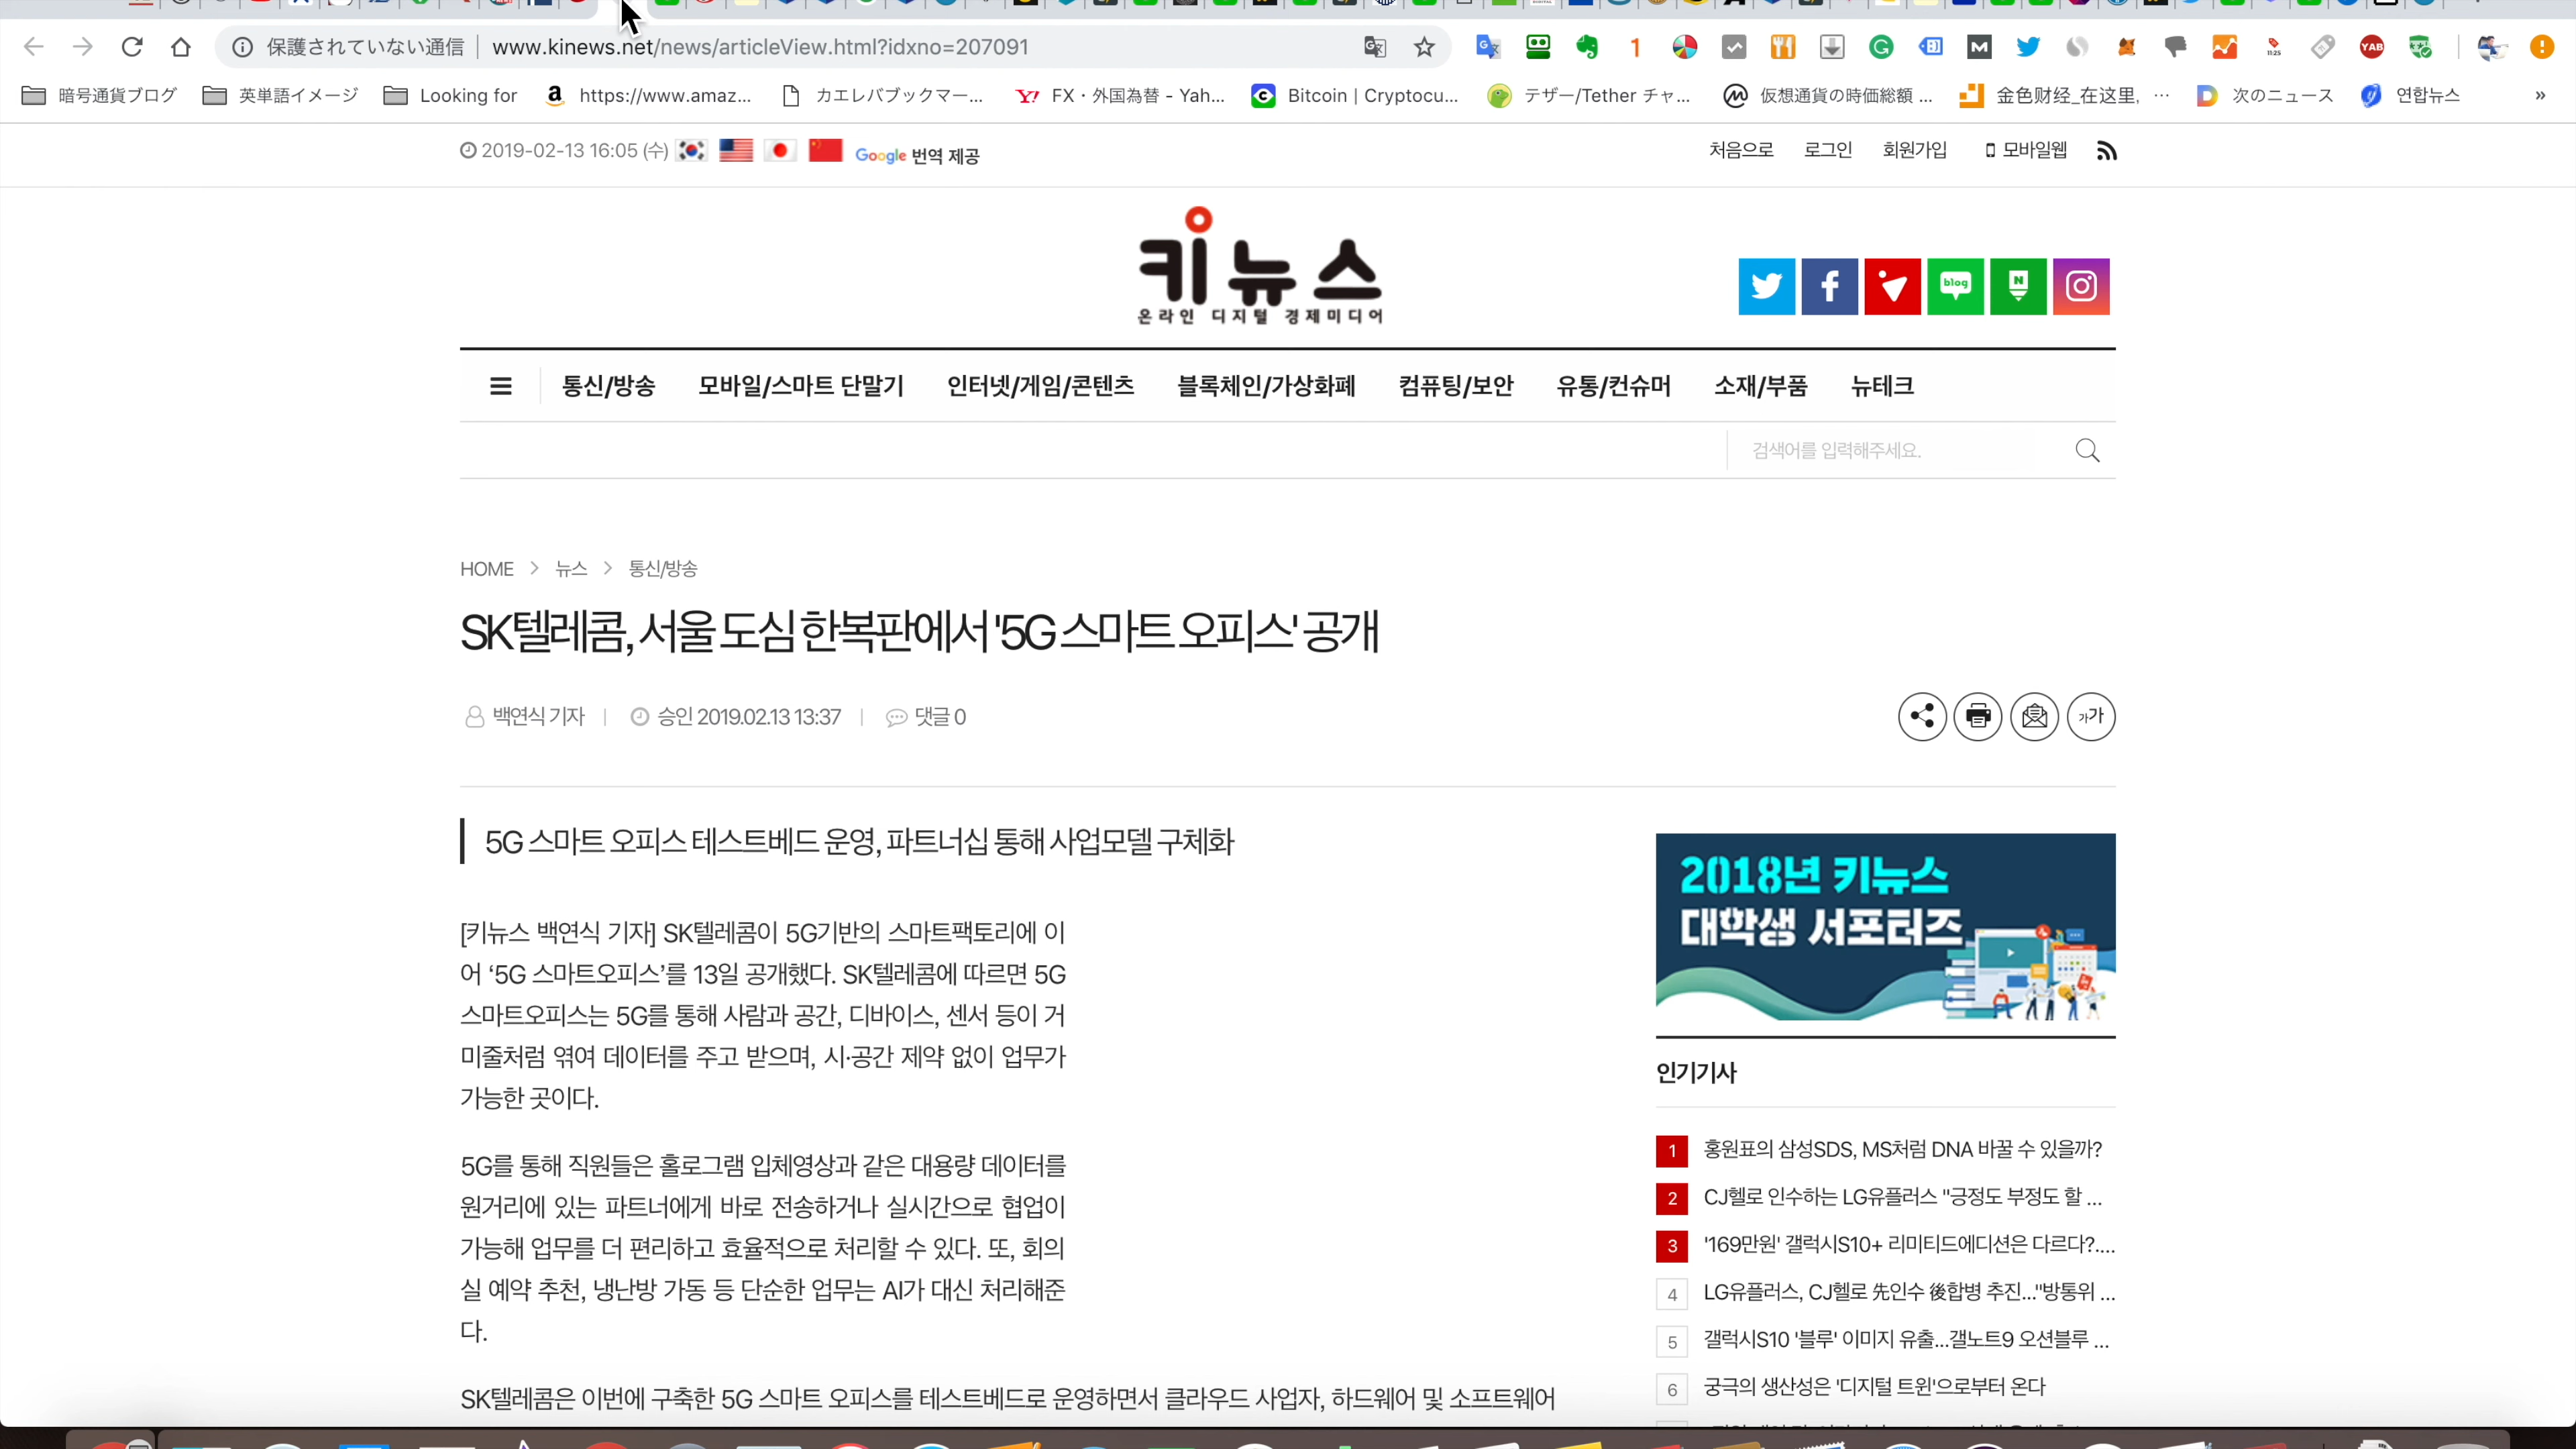 保護されていない通信 | www.kinews.net/news/articleView.html?idxno=207091
暗号通貨ブログ 英単語イメージ Looking for https://www.amaz... カエレバブックマー... FX・外国為替 - Yah... Bitcoin | Cryptocu... テザー/Tether チャ... 仮想通貨の時価総額 ... 金色财经_在这里, … 次のニュース 연합뉴스 »
2019-02-13 16:05 (수) Google 번역 제공
처음으로 로그인 회원가입 모바일웹
키뉴스
온라인 디지털 경제미디어
blog
통신/방송 모바일/스마트 단말기 인터넷/게임/콘텐츠 블록체인/가상화폐 컴퓨팅/보안 유통/컨슈머 소재/부품 뉴테크
검색어를 입력해주세요.
HOME > 뉴스 > 통신/방송
SK텔레콤, 서울 도심 한복판에서 '5G 스마트 오피스' 공개
백연식 기자 | 승인 2019.02.13 13:37 | 댓글 0
가가
5G 스마트 오피스 테스트베드 운영, 파트너십 통해 사업모델 구체화
[키뉴스 백연식 기자] SK텔레콤이 5G기반의 스마트팩토리에 이
어 ‘5G 스마트오피스’를 13일 공개했다. SK텔레콤에 따르면 5G
스마트오피스는 5G를 통해 사람과 공간, 디바이스, 센서 등이 거
미줄처럼 엮여 데이터를 주고 받으며, 시·공간 제약 없이 업무가
가능한 곳이다.
5G를 통해 직원들은 홀로그램 입체영상과 같은 대용량 데이터를
원거리에 있는 파트너에게 바로 전송하거나 실시간으로 협업이
가능해 업무를 더 편리하고 효율적으로 처리할 수 있다. 또, 회의
실 예약 추천, 냉난방 가동 등 단순한 업무는 AI가 대신 처리해준
다.
SK텔레콤은 이번에 구축한 5G 스마트 오피스를 테스트베드로 운영하면서 클라우드 사업자, 하드웨어 및 소프트웨어
2018년 키뉴스
대학생 서포터즈
인기기사
1 홍원표의 삼성SDS, MS처럼 DNA 바꿀 수 있을까?
2 CJ헬로 인수하는 LG유플러스 "긍정도 부정도 할 ...
3 '169만원' 갤럭시S10+ 리미티드에디션은 다르다?....
4 LG유플러스, CJ헬로 先인수 後합병 추진..."방통위 ...
5 갤럭시S10 '블루' 이미지 유출...갤노트9 오션블루 ...
6 궁극의 생산성은 '디지털 트윈'으로부터 온다